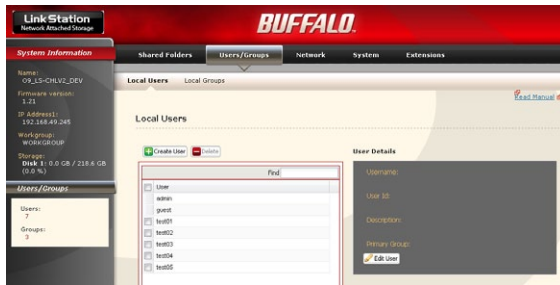 LinkStation
Network Attached Storage
BUFFALO
System Information
Shared Folders Users/Groups Network System Extensions
Name:
09_LS-CHLV2_DEV
Firmware version:
1.21
IP Address1:
192.168.49.245
Workgroup:
WORKGROUP
Storage:
Disk 1: 0.0 GB / 218.6 GB
(0.0 %)
Users/Groups
Users:
7
Groups:
3
Local Users Local Groups
Read Manual
Local Users
Create User Delete
Find
User
admin
guest
test01
test02
test03
test04
test05
User Details
Username:
User ID:
Description:
Primary Group:
Edit User